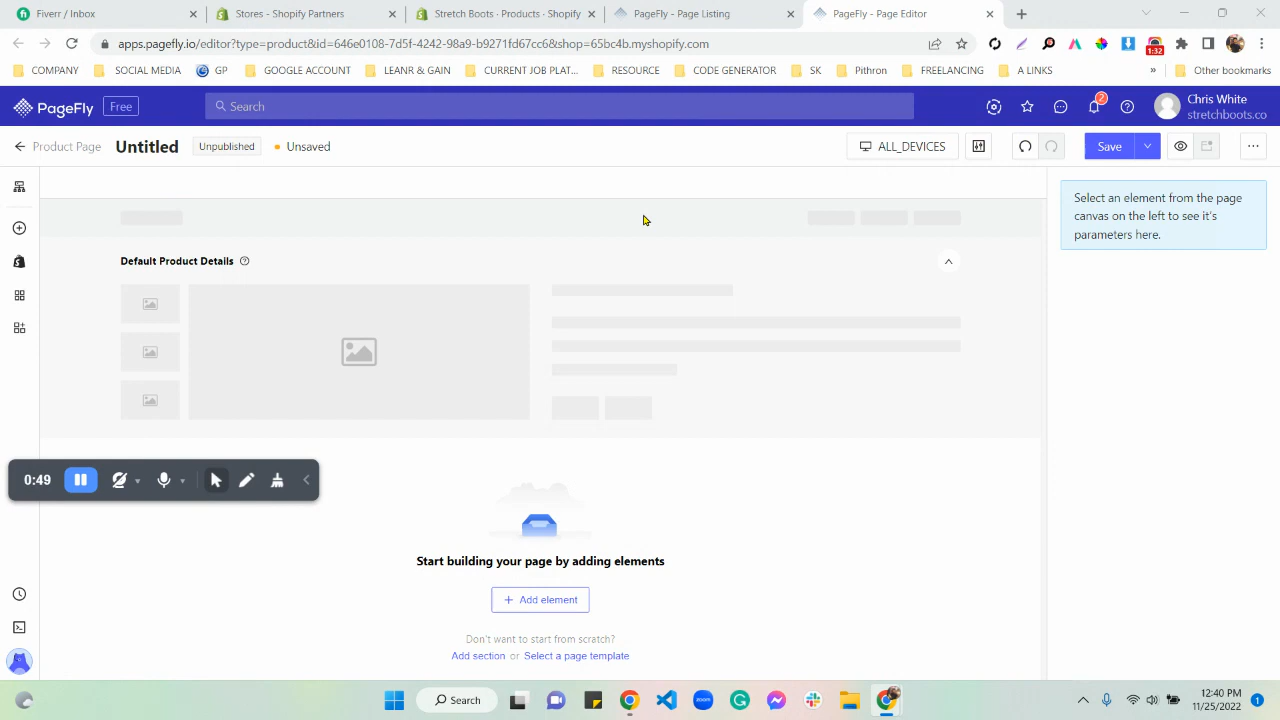 Fiverr / Inbox
Stores - Shopify Partners
Stretch Boots - Products - Shopify
PageFly - Page Listing
PageFly - Page Editor
apps.pagefly.io/editor?type=product&id=646e0108-7d5f-4242-99a9-b9271fd67cc6&shop=65bc4b.myshopify.com
1:32
COMPANY
SOCIAL MEDIA
GP
GOOGLE ACCOUNT
LEANR & GAIN
CURRENT JOB PLAT...
RESOURCE
CODE GENERATOR
SK
Pithron
FREELANCING
A LINKS
»
Other bookmarks
PageFly
Free
Search
2
Chris White
stretchboots.co
Product Page
Untitled
Unpublished
Unsaved
ALL_DEVICES
Save
Select an element from the page
canvas on the left to see it's
parameters here.
Default Product Details
0:49
Start building your page by adding elements
+ Add element
Don't want to start from scratch?
Add section or Select a page template
Search
12:40 PM
11/25/2022
1